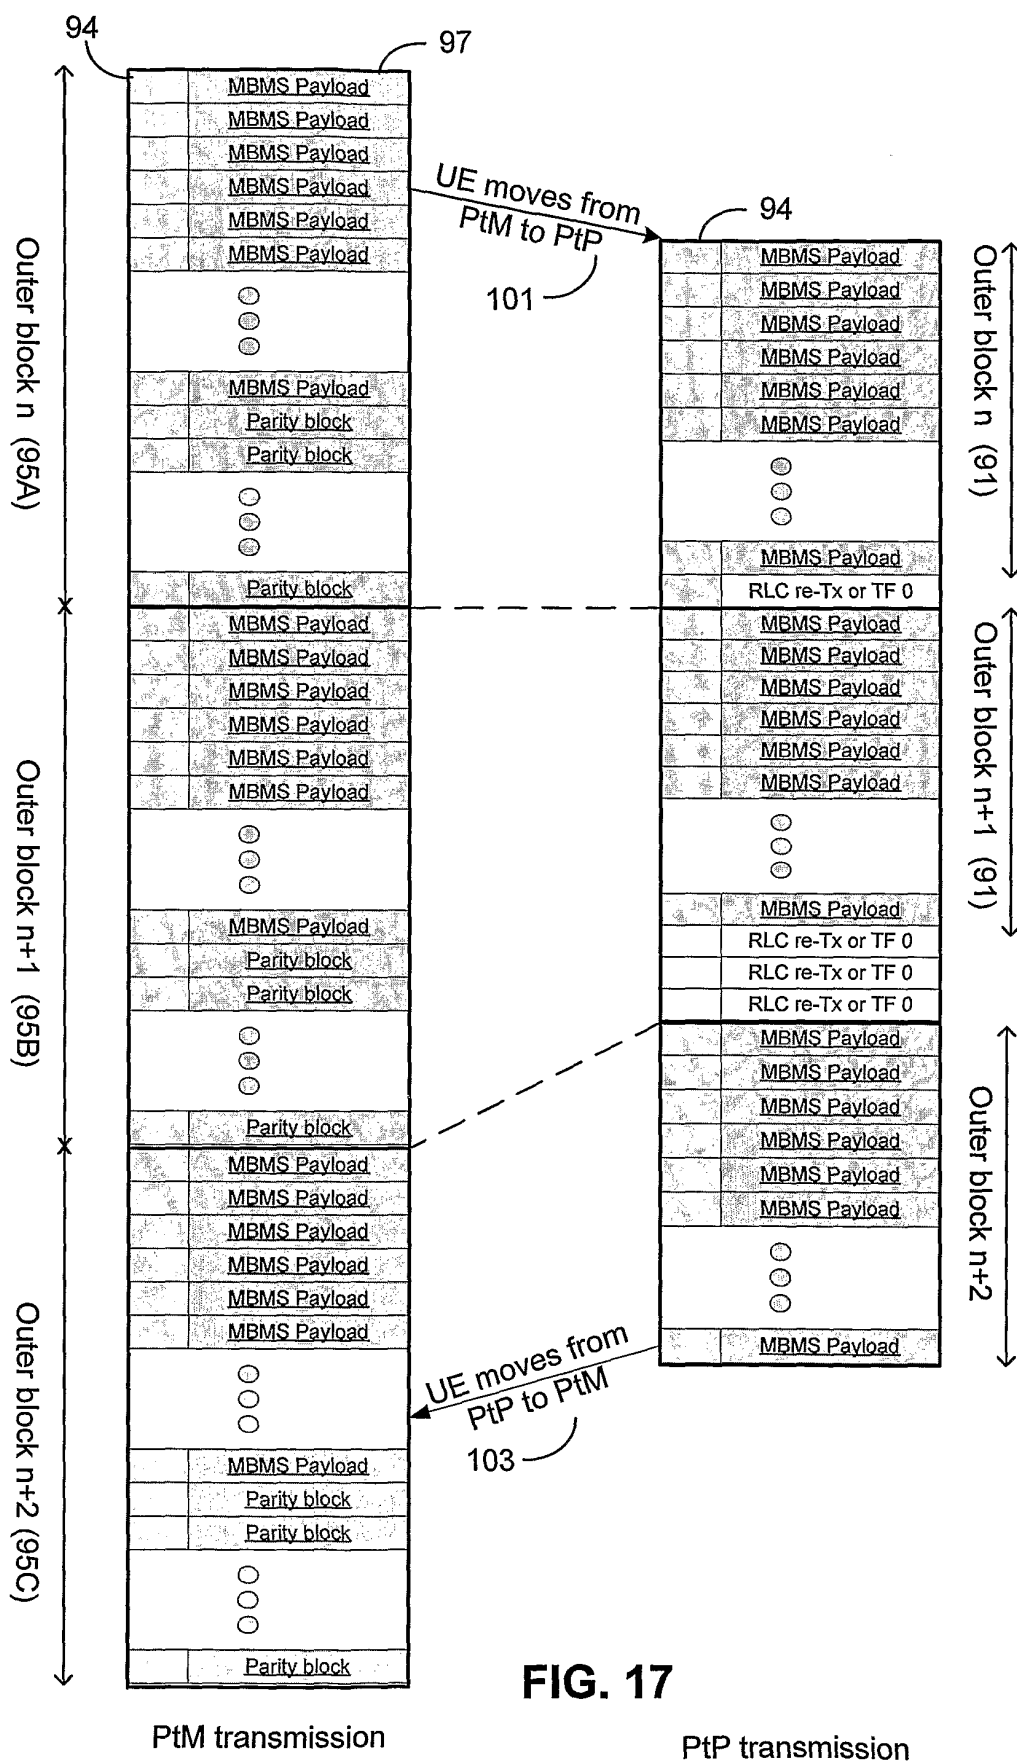 94
97
Outer block n (95A)
MBMS Payload
MBMS Payload
MBMS Payload
MBMS Payload
MBMS Payload
MBMS Payload
MBMS Payload
Parity block
Parity block
Parity block
Outer block n+1 (95B)
MBMS Payload
MBMS Payload
MBMS Payload
MBMS Payload
MBMS Payload
MBMS Payload
MBMS Payload
Parity block
Parity block
Parity block
Outer block n+2 (95C)
MBMS Payload
MBMS Payload
MBMS Payload
MBMS Payload
MBMS Payload
MBMS Payload
MBMS Payload
Parity block
Parity block
Parity block
PtM transmission
UE moves from
PtM to PtP
101
UE moves from
PtP to PtM
103
94
MBMS Payload
MBMS Payload
MBMS Payload
MBMS Payload
MBMS Payload
MBMS Payload
MBMS Payload
RLC re-Tx or TF 0
Outer block n (91)
MBMS Payload
MBMS Payload
MBMS Payload
MBMS Payload
MBMS Payload
MBMS Payload
MBMS Payload
RLC re-Tx or TF 0
RLC re-Tx or TF 0
RLC re-Tx or TF 0
Outer block n+1 (91)
MBMS Payload
MBMS Payload
MBMS Payload
MBMS Payload
MBMS Payload
MBMS Payload
MBMS Payload
Outer block n+2
FIG. 17
PtP transmission